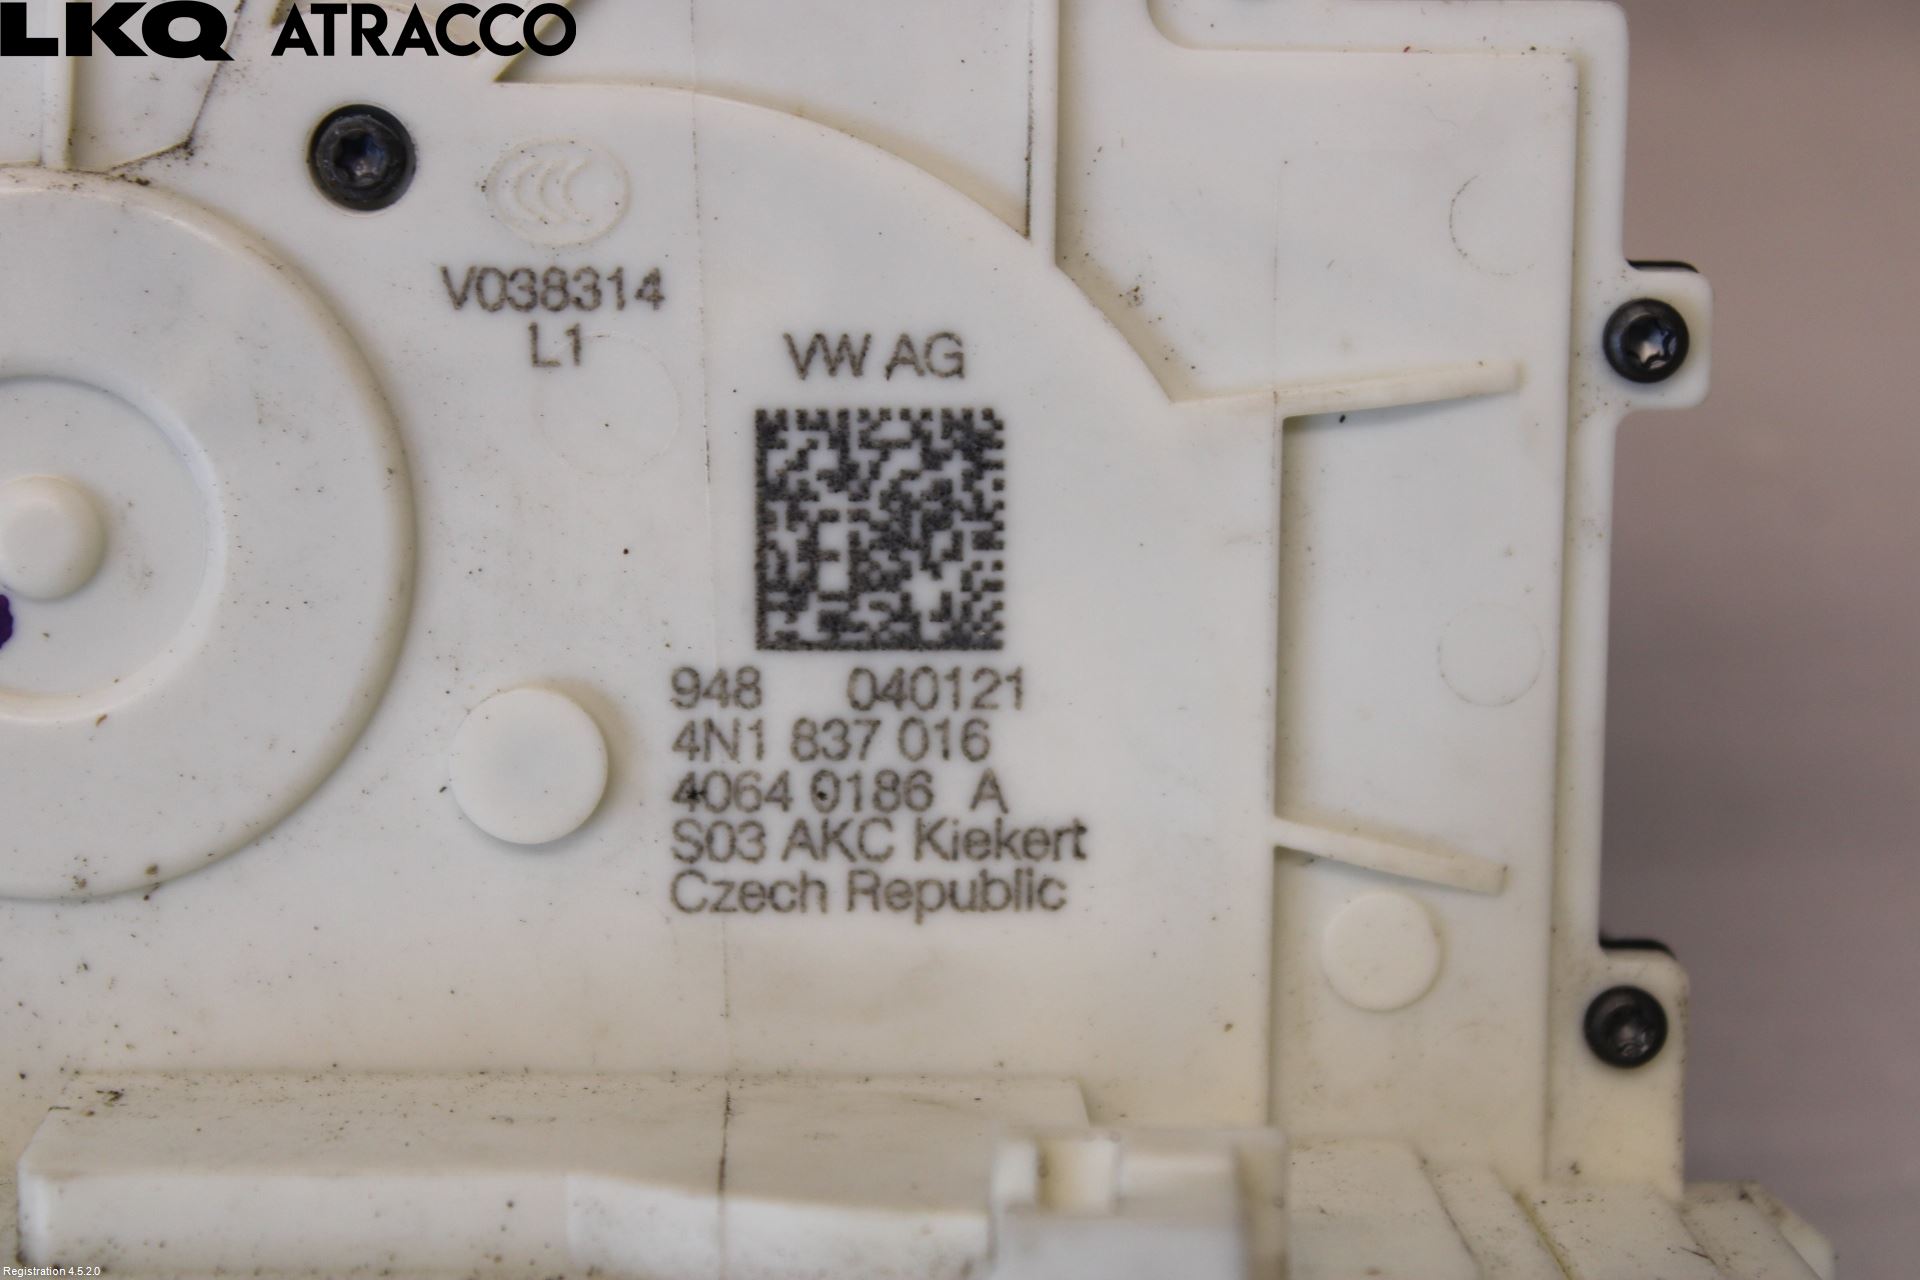 LKQ ATRACCO
V038314
L1
VW AG
948 040121
4N1 837 016
4064 0186 A
S03 AKC Kiekert
Czech Republic
Registration 4.5.2.0